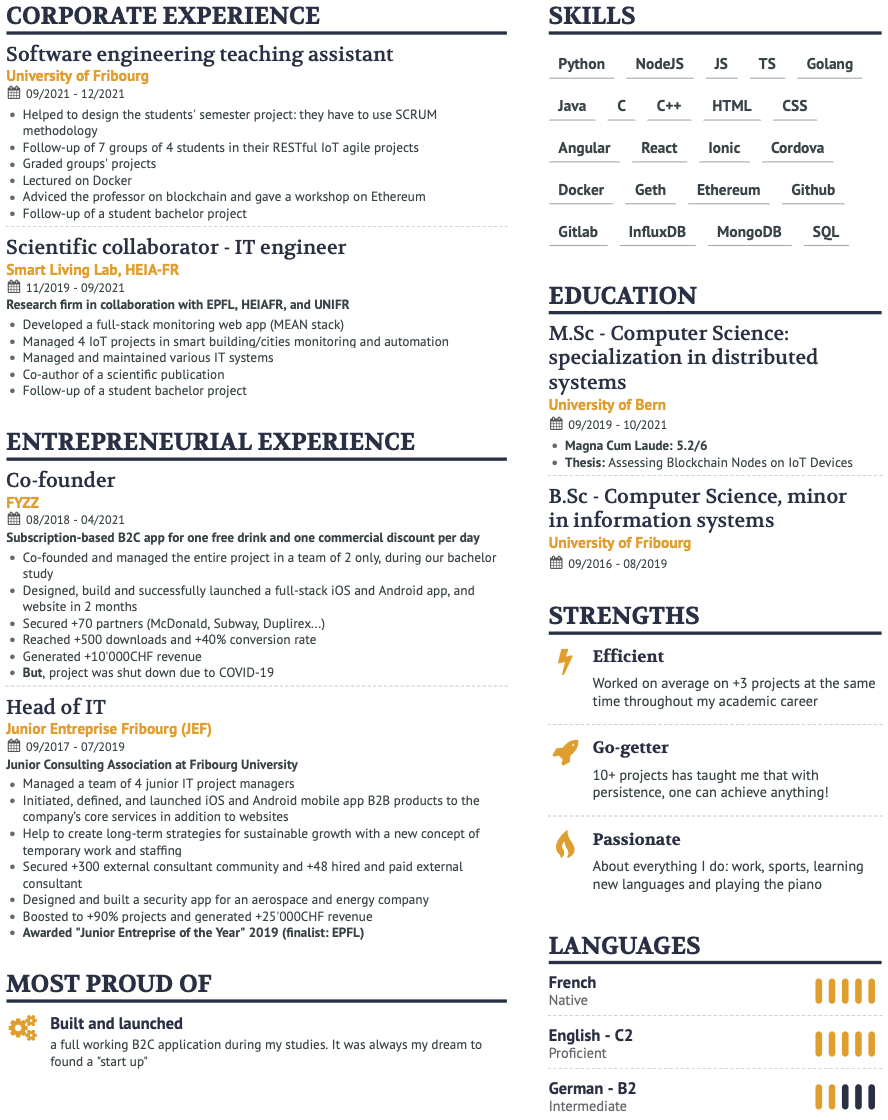 CORPORATE EXPERIENCE
Software engineering teaching assistant
University of Fribourg
09/2021 - 12/2021
• Helped to design the students' semester project: they have to use SCRUM
methodology
• Follow-up of 7 groups of 4 students in their RESTful IoT agile projects
• Graded groups' projects
• Lectured on Docker
• Adviced the professor on blockchain and gave a workshop on Ethereum
• Follow-up of a student bachelor project
Scientific collaborator - IT engineer
Smart Living Lab, HEIA-FR
11/2019 - 09/2021
Research firm in collaboration with EPFL, HEIAFR, and UNIFR
• Developed a full-stack monitoring web app (MEAN stack)
• Managed 4 IoT projects in smart building/cities monitoring and automation
• Managed and maintained various IT systems
• Co-author of a scientific publication
• Follow-up of a student bachelor project
ENTREPRENEURIAL EXPERIENCE
Co-founder
FYZZ
08/2018 - 04/2021
Subscription-based B2C app for one free drink and one commercial discount per day
• Co-founded and managed the entire project in a team of 2 only, during our bachelor
study
• Designed, build and successfully launched a full-stack iOS and Android app, and
website in 2 months
• Secured +70 partners (McDonald, Subway, Duplirex...)
• Reached +500 downloads and +40% conversion rate
• Generated +10'000CHF revenue
• But, project was shut down due to COVID-19
Head of IT
Junior Entreprise Fribourg (JEF)
09/2017 - 07/2019
Junior Consulting Association at Fribourg University
• Managed a team of 4 junior IT project managers
• Initiated, defined, and launched iOS and Android mobile app B2B products to the
company's core services in addition to websites
• Help to create long-term strategies for sustainable growth with a new concept of
temporary work and staffing
• Secured +300 external consultant community and +48 hired and paid external
consultant
• Designed and built a security app for an aerospace and energy company
• Boosted to +90% projects and generated +25'000CHF revenue
• Awarded "Junior Entreprise of the Year" 2019 (finalist: EPFL)
MOST PROUD OF
Built and launched
a full working B2C application during my studies. It was always my dream to
found a "start up"
SKILLS
Python NodeJS JS TS Golang
Java C C++ HTML CSS
Angular React Ionic Cordova
Docker Geth Ethereum Github
Gitlab InfluxDB MongoDB SQL
EDUCATION
M.Sc - Computer Science:
specialization in distributed
systems
University of Bern
09/2019 - 10/2021
• Magna Cum Laude: 5.2/6
• Thesis: Assessing Blockchain Nodes on IoT Devices
B.Sc - Computer Science, minor
in information systems
University of Fribourg
09/2016 - 08/2019
STRENGTHS
Efficient
Worked on average on +3 projects at the same
time throughout my academic career
Go-getter
10+ projects has taught me that with
persistence, one can achieve anything!
Passionate
About everything I do: work, sports, learning
new languages and playing the piano
LANGUAGES
French
Native
English - C2
Proficient
German - B2
Intermediate